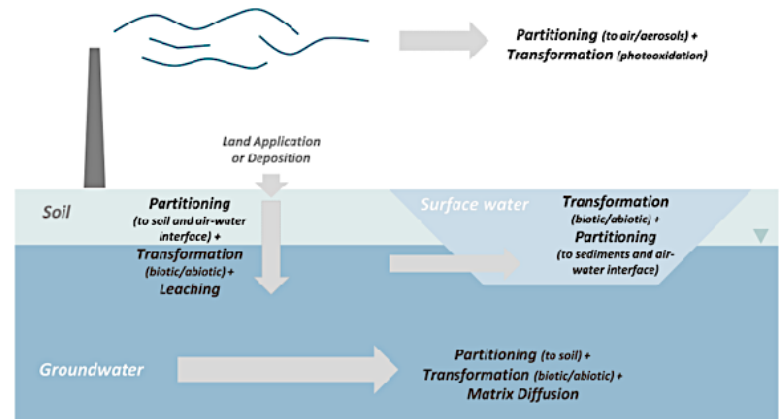 Partitioning (to air/aerosols) +
Transformation (photooxidation)
Land Application
or Deposition
Soil
Partitioning
(to soil and air-water
interface) +
Transformation
(biotic/abiotic) +
Leaching
Surface water
Transformation
(biotic/abiotic) +
Partitioning
(to sediments and air-
water interface)
Groundwater
Partitioning (to soil) +
Transformation (biotic/abiotic) +
Matrix Diffusion